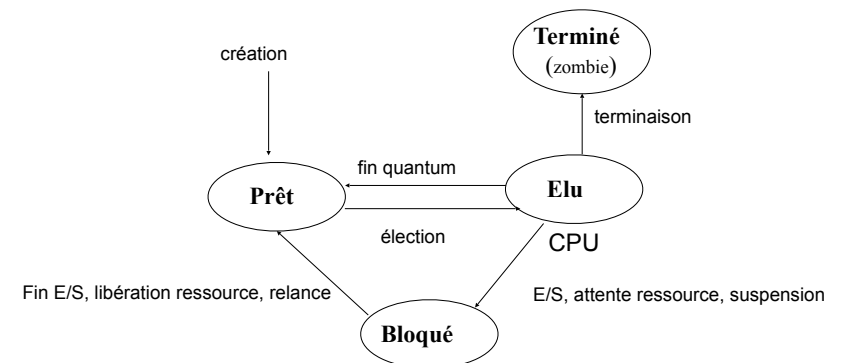 Terminé
(zombie)
création
terminaison
fin quantum
Prêt
Elu
élection
CPU
Fin E/S, libération ressource, relance
E/S, attente ressource, suspension
Bloqué